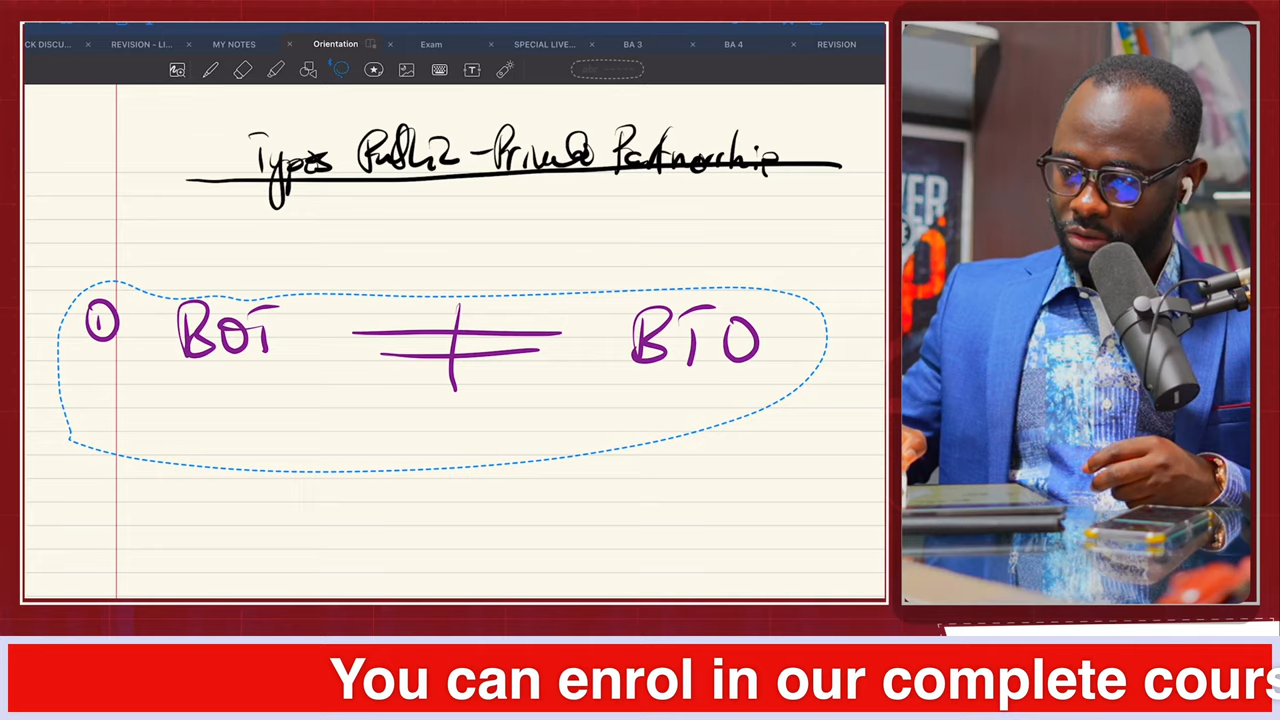 CK DISCU... × REVISION - LI... × MY NOTES × Orientation × Exam × SPECIAL LIVE... × BA 3 × BA 4 × REVISION
Types Public-Private Partnership
① BOT ≠ BTO
You can enrol in our complete cours